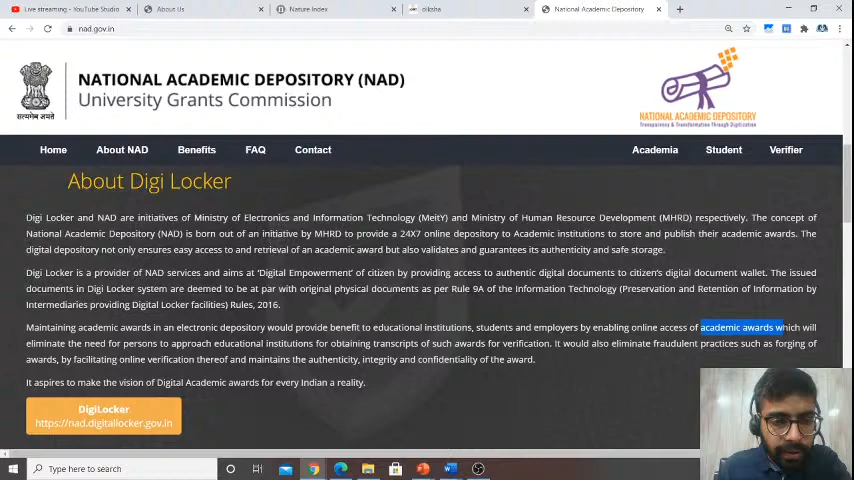 Live streaming - YouTube Studio
About Us
Nature Index
diksha
National Academic Depository
nad.gov.in
सत्यमेव जयते
NATIONAL ACADEMIC DEPOSITORY (NAD)
University Grants Commission
NATIONAL ACADEMIC DEPOSITORY
Transparency & Transformation Through Digitization
Home
About NAD
Benefits
FAQ
Contact
Academia
Student
Verifier
About Digi Locker
Digi Locker and NAD are initiatives of Ministry of Electronics and Information Technology (MeitY) and Ministry of Human Resource Development (MHRD) respectively. The concept of
National Academic Depository (NAD) is born out of an initiative by MHRD to provide a 24X7 online depository to Academic institutions to store and publish their academic awards. The
digital depository not only ensures easy access to and retrieval of an academic award but also validates and guarantees its authenticity and safe storage.
Digi Locker is a provider of NAD services and aims at 'Digital Empowerment' of citizen by providing access to authentic digital documents to citizen's digital document wallet. The issued
documents in Digi Locker system are deemed to be at par with original physical documents as per Rule 9A of the Information Technology (Preservation and Retention of Information by
Intermediaries providing Digital Locker facilities) Rules, 2016.
Maintaining academic awards in an electronic depository would provide benefit to educational institutions, students and employers by enabling online access of academic awards which will
eliminate the need for persons to approach educational institutions for obtaining transcripts of such awards for verification. It would also eliminate fraudulent practices such as forging of
awards, by facilitating online verification thereof and maintains the authenticity, integrity and confidentiality of the award.
It aspires to make the vision of Digital Academic awards for every Indian a reality.
DigiLocker
https://nad.digitallocker.gov.in
Type here to search